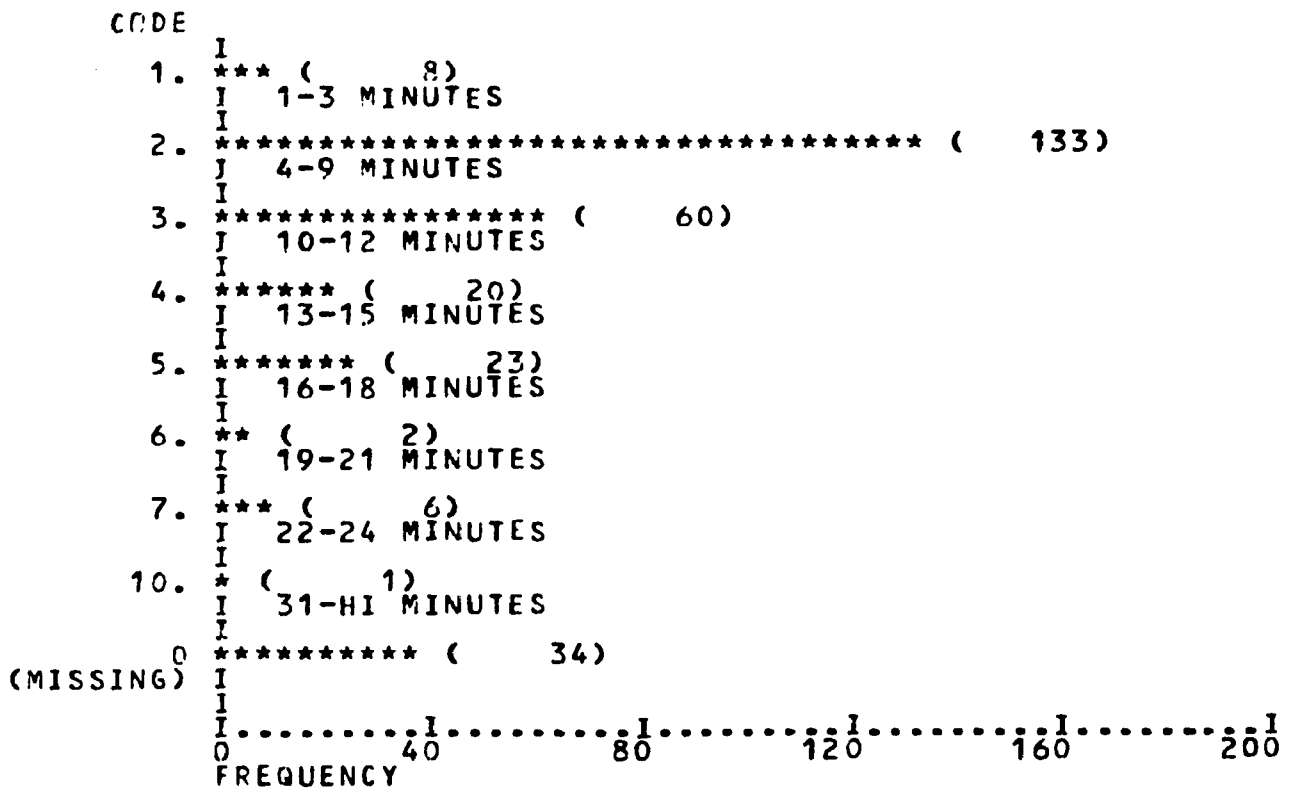 CODE
I
1. *** ( 8)
I 1-3 MINUTES
I
2. ********************************** ( 133)
I 4-9 MINUTES
I
3. **************** ( 60)
I 10-12 MINUTES
I
4. ****** ( 20)
I 13-15 MINUTES
I
5. ******* ( 23)
I 16-18 MINUTES
I
6. ** ( 2)
I 19-21 MINUTES
I
7. *** ( 6)
I 22-24 MINUTES
I
10. * ( 1)
I 31-HI MINUTES
I
0 ********** ( 34)
(MISSING) I
I
I.........I.........I.........I.........I.........I
0 40 80 120 160 200
FREQUENCY